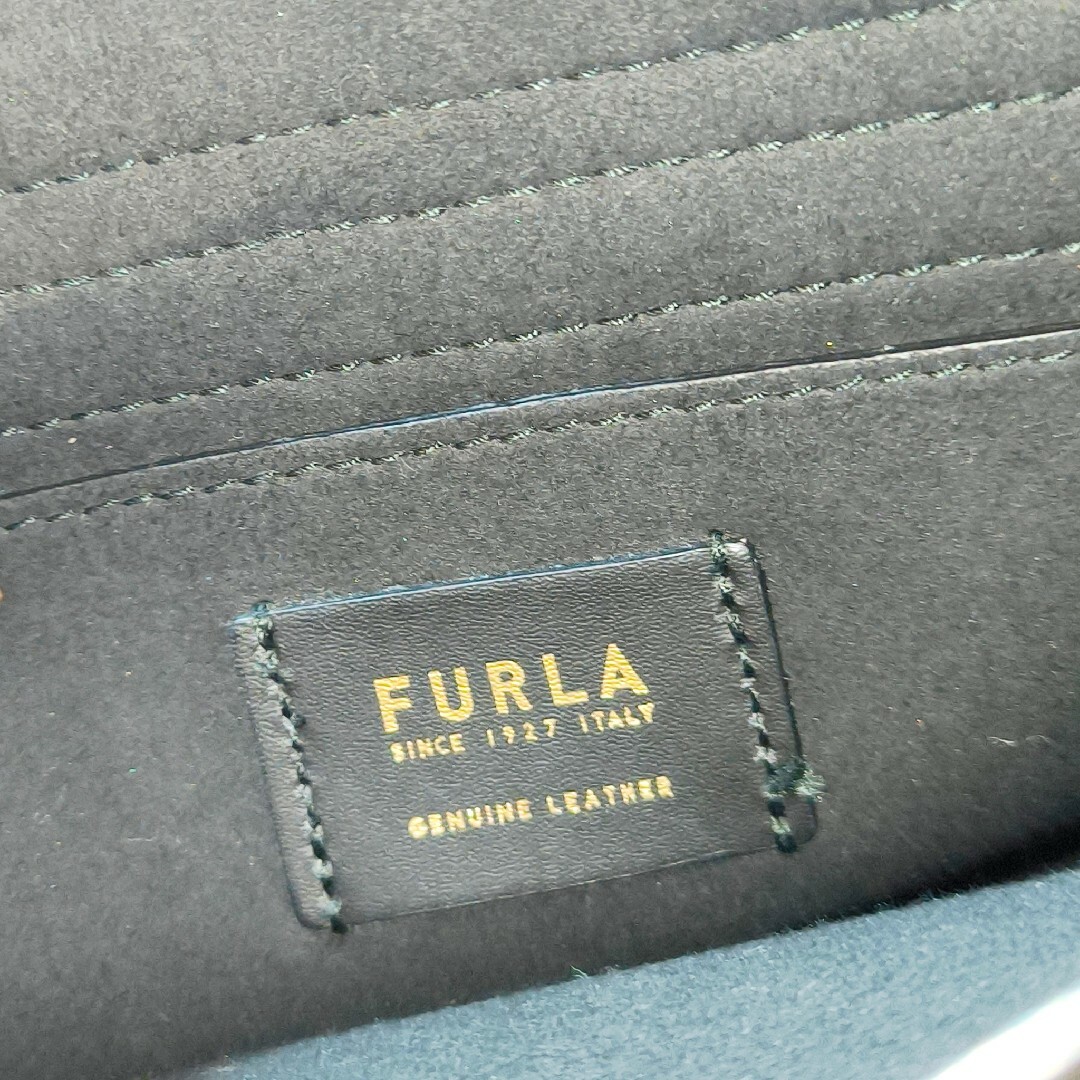 FURLA
SINCE 1927 ITALY
GENUINE LEATHER